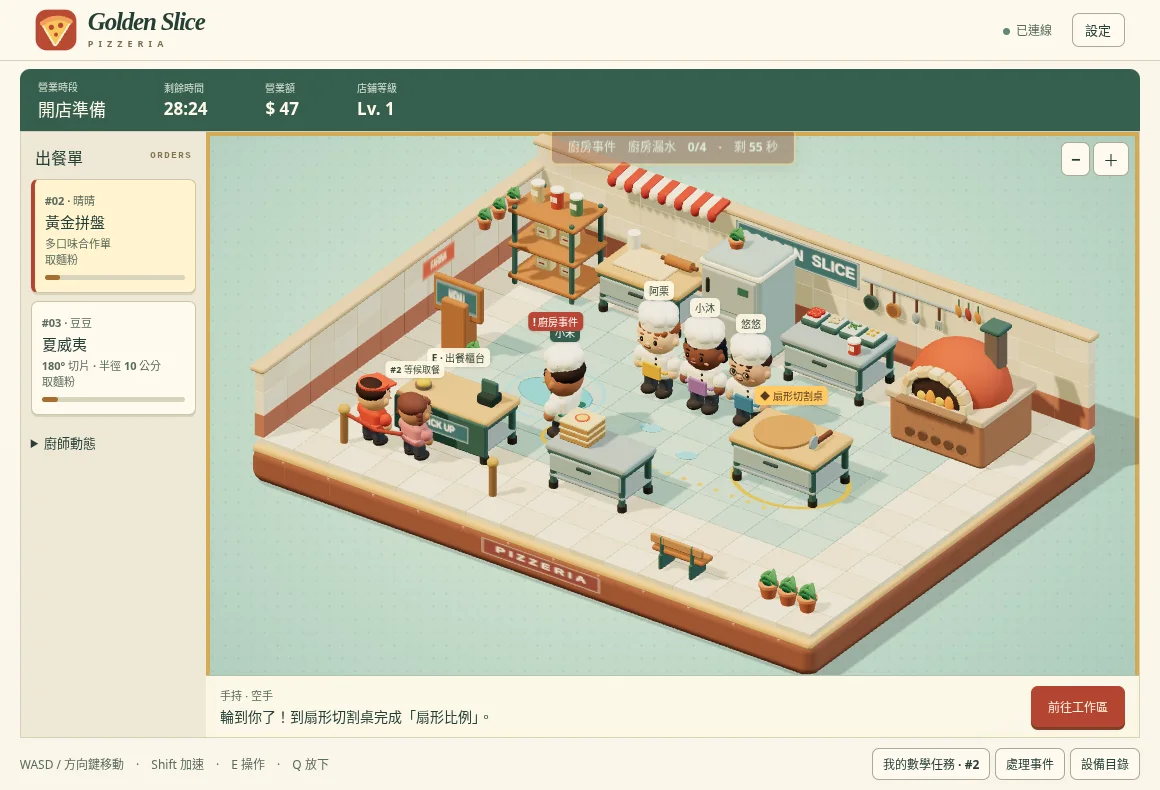 Golden Slice
PIZZERIA
已連線
設定
營業時段
開店準備
剩餘時間
28:24
營業額
$ 47
店鋪等級
Lv. 1
出餐單
ORDERS
#02 · 晴晴
黃金拼盤
多口味合作單
取麵粉
#03 · 豆豆
夏威夷
180° 切片 · 半徑 10 公分
取麵粉
▶ 廚師動態
廚房事件 廚房漏水 0/4 · 剩 55 秒
−
+
SLICE
阿栗
小沐
悠悠
! 廚房事件
小米
E · 出餐櫃台
#2 等候取餐
◆ 扇形切割桌
CK UP
PIZZERIA
手持 · 空手
輪到你了！到扇形切割桌完成「扇形比例」。
前往工作區
WASD / 方向鍵移動 · Shift 加速 · E 操作 · Q 放下
我的數學任務 · #2
處理事件
設備目錄